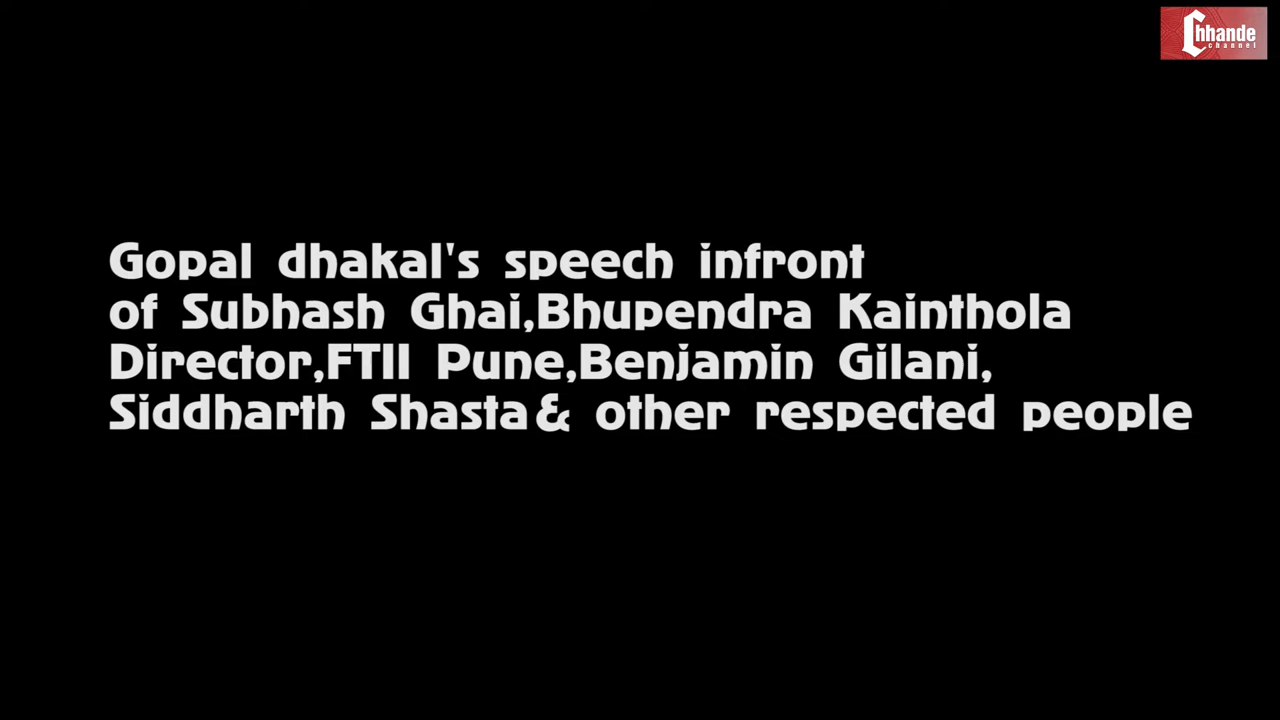 Chhande
channel
Gopal dhakal's speech infront
of Subhash Ghai,Bhupendra Kainthola
Director,FTII Pune,Benjamin Gilani,
Siddharth Shasta & other respected people